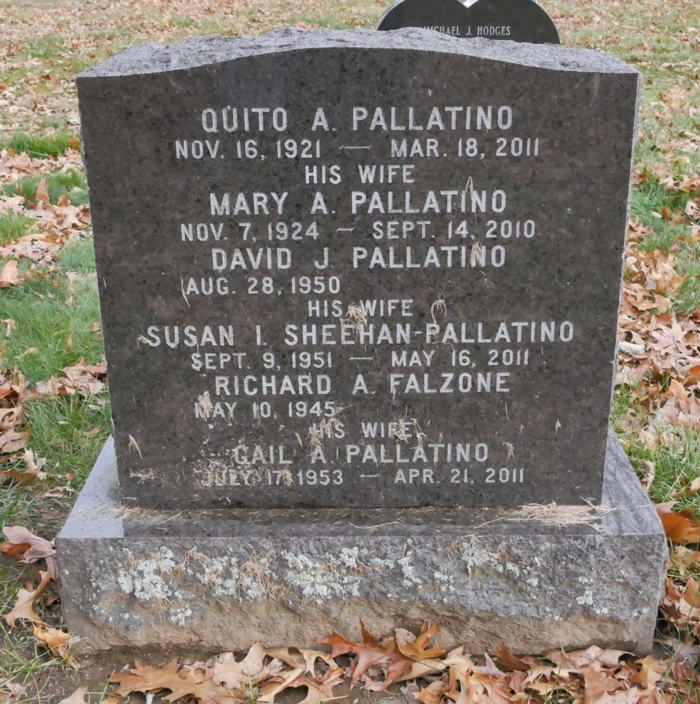 MICHAEL J. HODGES
QUITO A. PALLATINO
NOV. 16, 1921 — MAR. 18, 2011
HIS WIFE
MARY A. PALLATINO
NOV. 7, 1924 — SEPT. 14, 2010
DAVID J. PALLATINO
AUG. 28, 1950
HIS WIFE
SUSAN I. SHEEHAN-PALLATINO
SEPT. 9, 1951 — MAY 16, 2011
RICHARD A. FALZONE
MAY 10, 1945
HIS WIFE
GAIL A. PALLATINO
JULY 17, 1953 — APR. 21, 2011